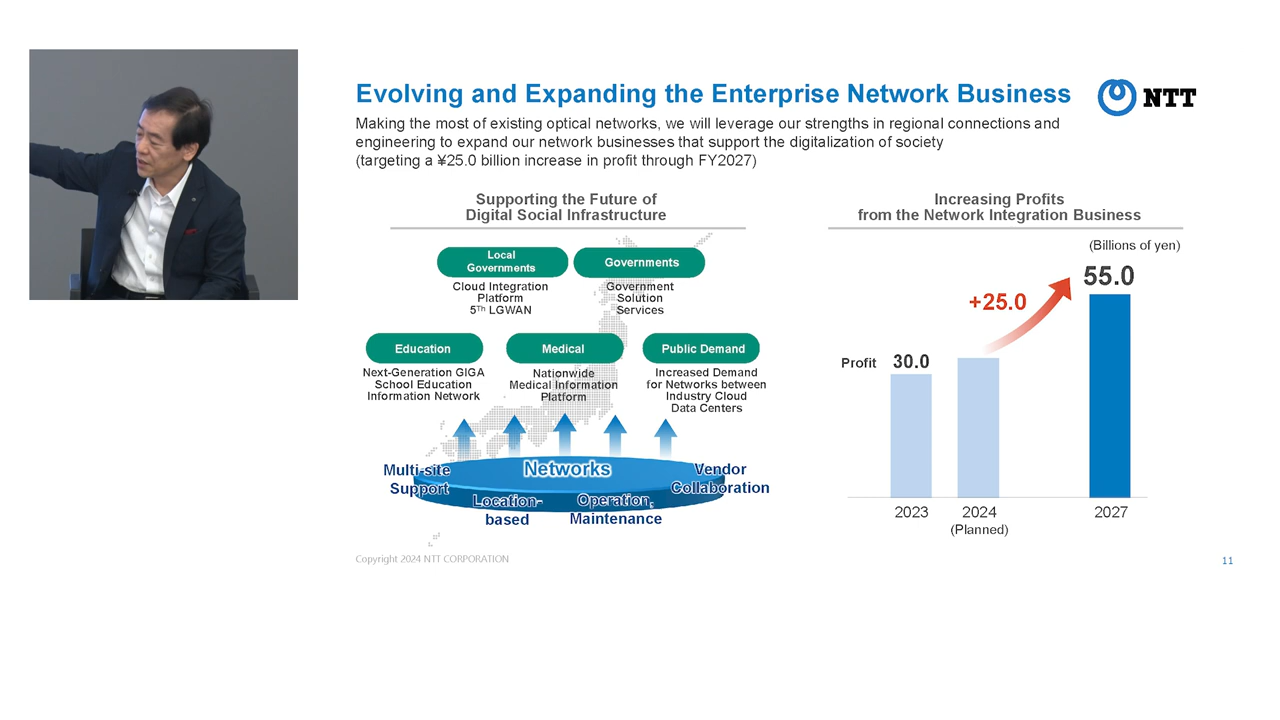 Evolving and Expanding the Enterprise Network Business
NTT
Making the most of existing optical networks, we will leverage our strengths in regional connections and
engineering to expand our network businesses that support the digitalization of society
(targeting a ¥25.0 billion increase in profit through FY2027)
Supporting the Future of
Digital Social Infrastructure
Local
Governments
Cloud Integration
Platform
5Th LGWAN
Governments
Government
Solution
Services
Education
Next-Generation GIGA
School Education
Information Network
Medical
Nationwide
Medical Information
Platform
Public Demand
Increased Demand
for Networks between
Industry Cloud
Data Centers
Networks
Multi-site
Support
Location-
based
Operation,
Maintenance
Vendor
Collaboration
Increasing Profits
from the Network Integration Business
(Billions of yen)
55.0
+25.0
Profit 30.0
2023 2024 2027
(Planned)
Copyright 2024 NTT CORPORATION
11